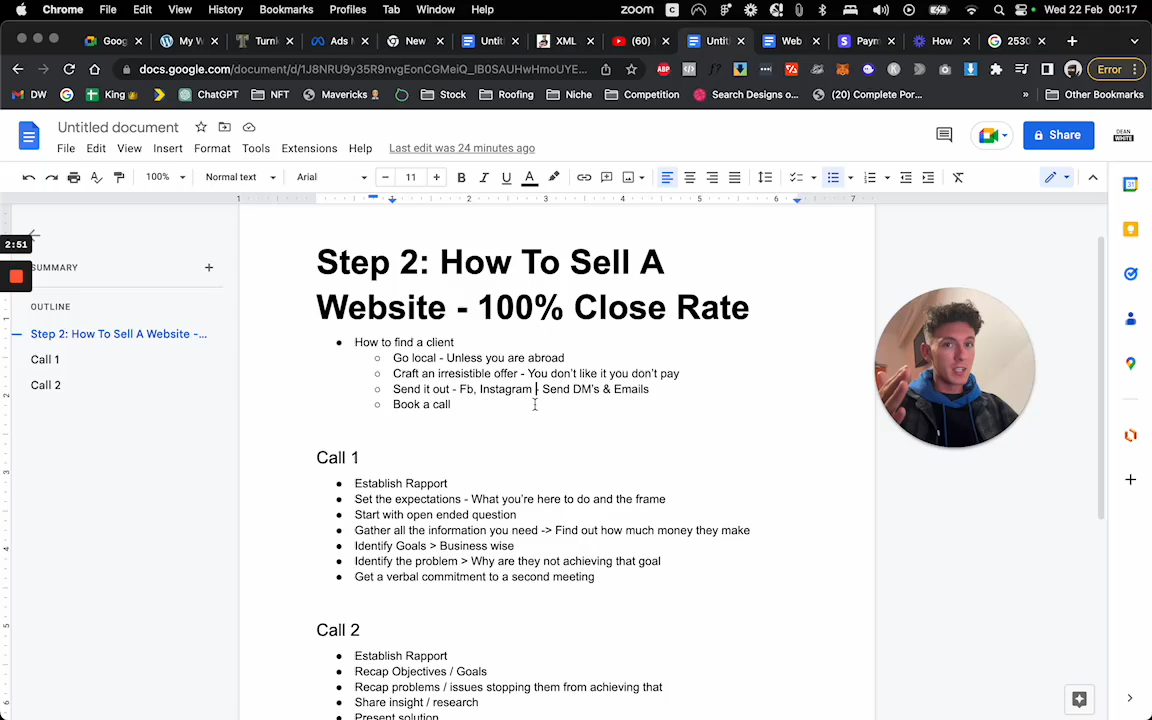 Chrome File Edit View History Bookmarks Profiles Tab Window Help zoom Wed 22 Feb 00:17
Goog My W Turni Ads New Untit XML (60) Untit Web Paym How 2530
docs.google.com/document/d/1J8NRU9y35R9nvgEonCGMeiQ_IB0SAUHwHmoUYE... Error
DW King ChatGPT NFT Mavericks Stock Roofing Niche Competition Search Designs o... (20) Complete Por... » Other Bookmarks
Untitled document
File Edit View Insert Format Tools Extensions Help Last edit was 24 minutes ago
Share
DEAN WHITE
100% Normal text Arial 11
1 1 2 3 4 5 6 7
2:51
SUMMARY
OUTLINE
Step 2: How To Sell A Website -...
Call 1
Call 2
Step 2: How To Sell A
Website - 100% Close Rate
● How to find a client
○ Go local - Unless you are abroad
○ Craft an irresistible offer - You don't like it you don't pay
○ Send it out - Fb, Instagram - Send DM's & Emails
○ Book a call
Call 1
● Establish Rapport
● Set the expectations - What you're here to do and the frame
● Start with open ended question
● Gather all the information you need -> Find out how much money they make
● Identify Goals > Business wise
● Identify the problem > Why are they not achieving that goal
● Get a verbal commitment to a second meeting
Call 2
● Establish Rapport
● Recap Objectives / Goals
● Recap problems / issues stopping them from achieving that
● Share insight / research
● Present solution